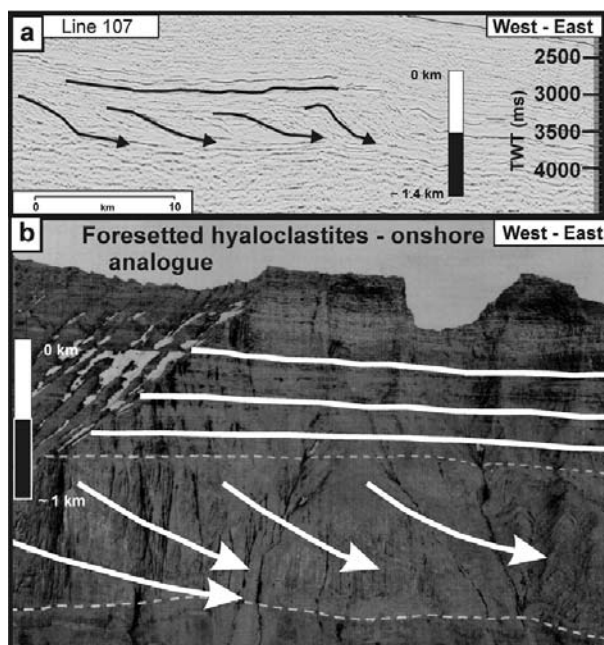 a
Line 107
West - East
2500
3000
3500
4000
TWT (ms)
0 km
~ 1.4 km
0
10
km
b
Foresetted hyaloclastites - onshore
analogue
West - East
0 km
~ 1 km